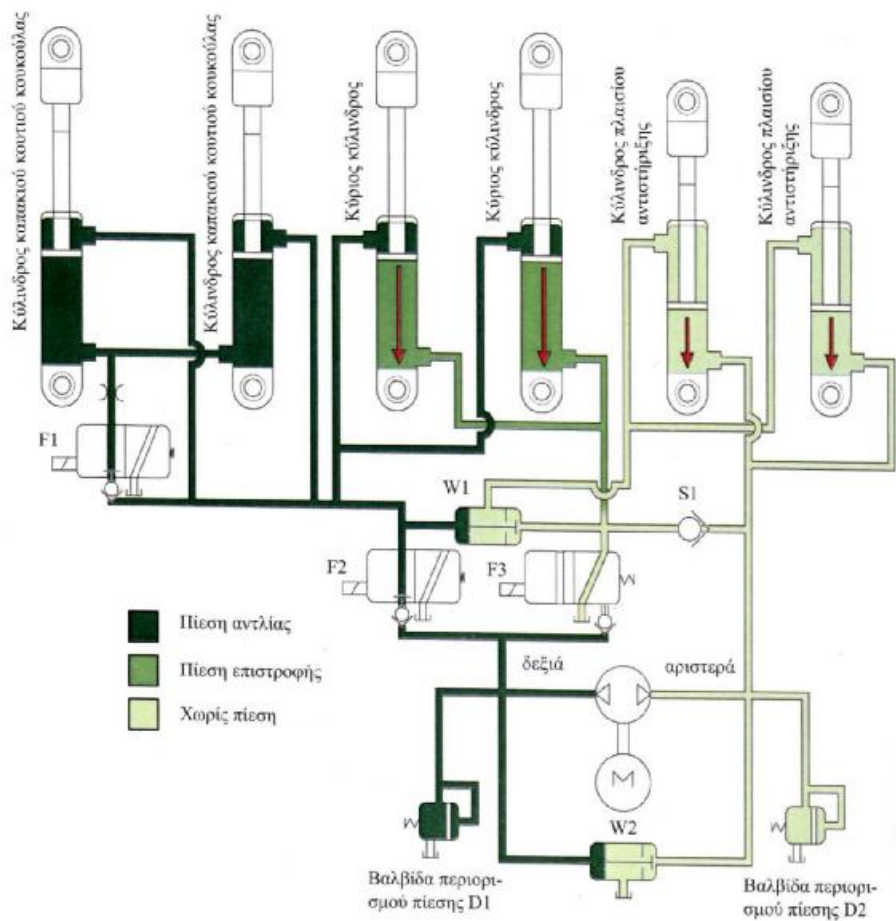 Κύλινδρος καπακιού κουτιού κουκούλας
Κύλινδρος καπακιού κουτιού κουκούλας
Κύριος κύλινδρος
Κύριος κύλινδρος
Κύλινδρος πλαισίου
αντιστήριξης
Κύλινδρος πλαισίου
αντιστήριξης
F1
W1
S1
F2
F3
Πίεση αντλίας
Πίεση επιστροφής
Χωρίς πίεση
δεξιά
αριστερά
M
W2
Βαλβίδα περιορι-
σμού πίεσης D1
Βαλβίδα περιορι-
σμού πίεσης D2